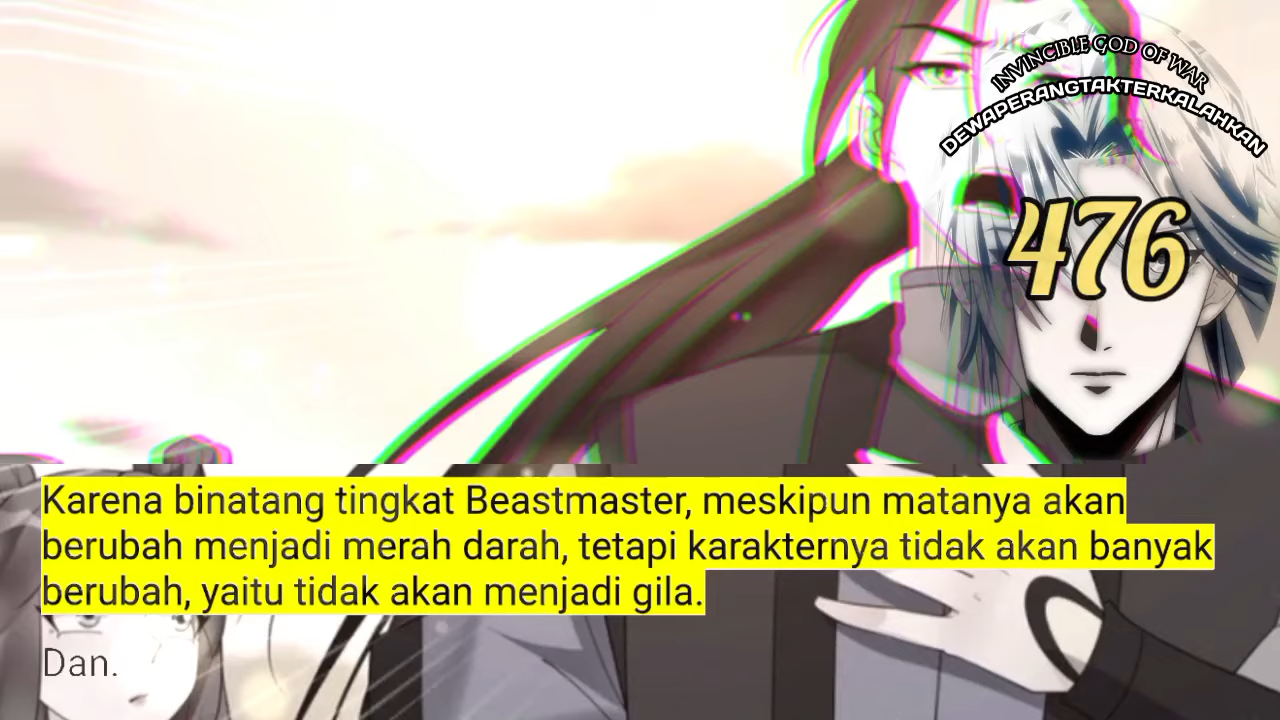 INVINCIBLE GOD OF WAR
DEWAPERANGTAKTERKALAHKAN
476
Karena binatang tingkat Beastmaster, meskipun matanya akan
berubah menjadi merah darah, tetapi karakternya tidak akan banyak
berubah, yaitu tidak akan menjadi gila.
Dan.